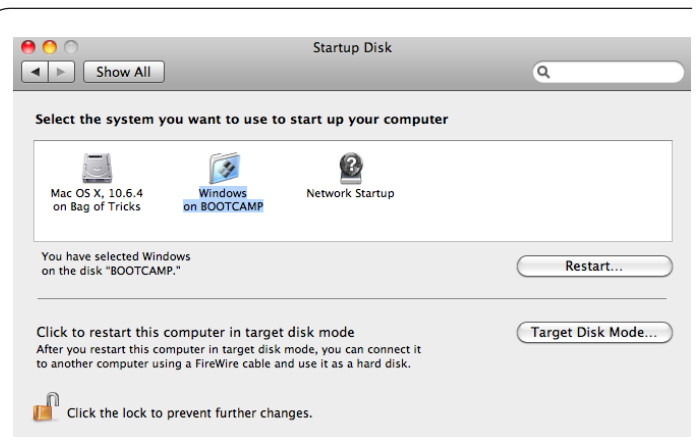 Startup Disk
Show All
Select the system you want to use to start up your computer
Mac OS X, 10.6.4
on Bag of Tricks
Windows
on BOOTCAMP
Network Startup
You have selected Windows
on the disk "BOOTCAMP."
Restart...
Click to restart this computer in target disk mode
After you restart this computer in target disk mode, you can connect it
to another computer using a FireWire cable and use it as a hard disk.
Target Disk Mode...
Click the lock to prevent further changes.